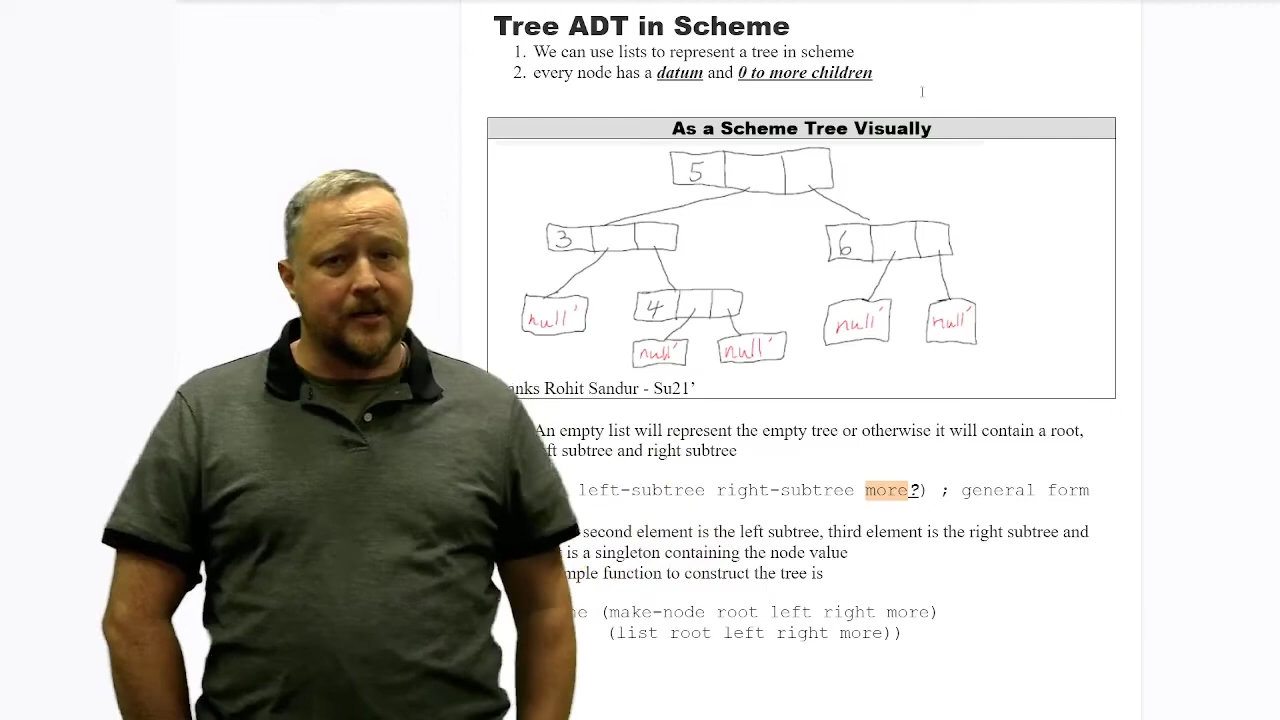 Tree ADT in Scheme
1. We can use lists to represent a tree in scheme
2. every node has a datum and 0 to more children
As a Scheme Tree Visually
5
3
6
null'
4
null'
null'
null'
null'
Rohit Sandur - Su21’
An empty list will represent the empty tree or otherwise it will contain a root,
subtree and right subtree
left-subtree right-subtree more?) ; general form
second element is the left subtree, third element is the right subtree and
is a singleton containing the node value
function to construct the tree is
(make-node root left right more)
(list root left right more))